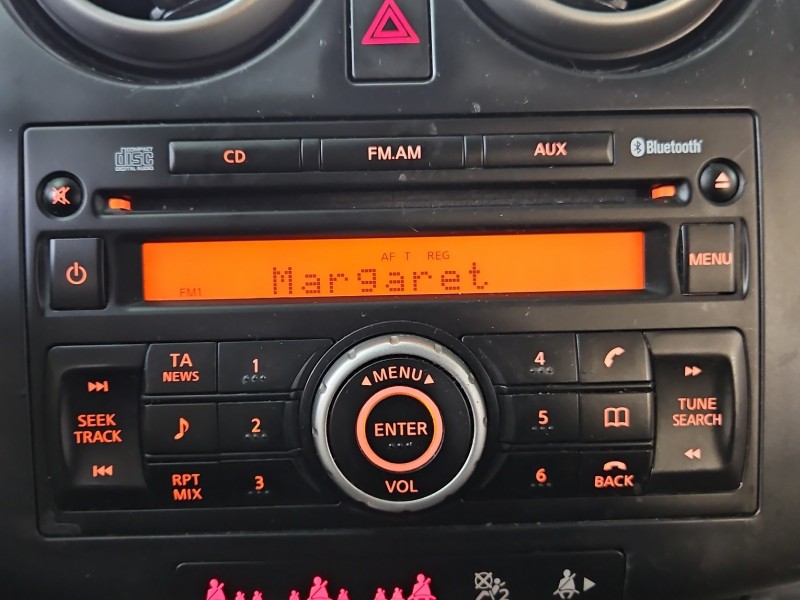 COMPACT
disc
DIGITAL AUDIO
CD
FM.AM
AUX
Bluetooth
AF T REG
Margaret
FM1
MENU
SEEK
TRACK
TA
NEWS
1
2
RPT
MIX
3
MENU
ENTER
VOL
4
5
6
BACK
TUNE
SEARCH
2